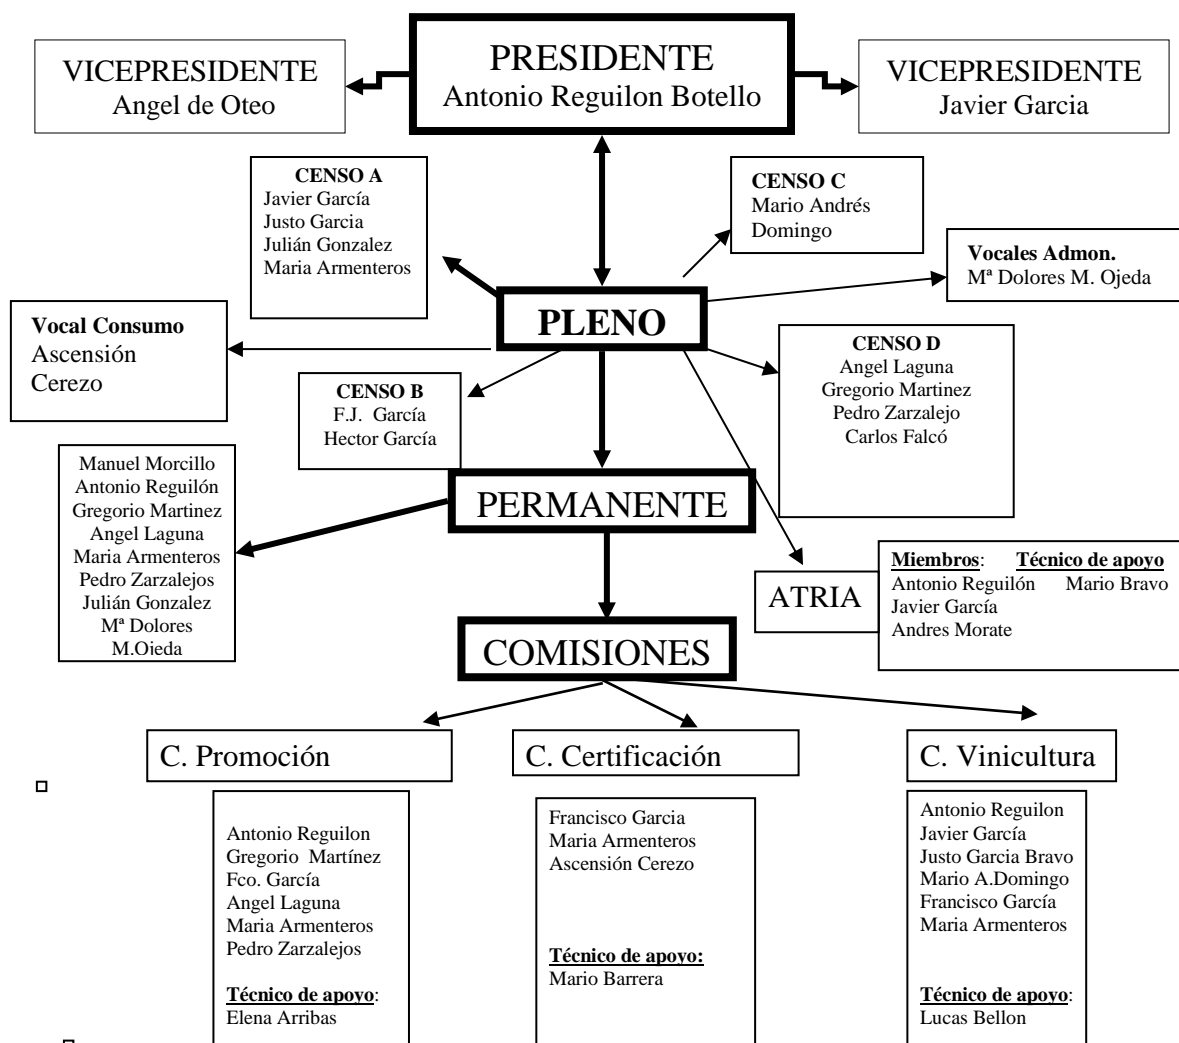 PRESIDENTE
Antonio Reguilon Botello
VICEPRESIDENTE
Angel de Oteo
VICEPRESIDENTE
Javier Garcia
CENSO A
Javier García
Justo Garcia
Julián Gonzalez
Maria Armenteros
CENSO C
Mario Andrés
Domingo
Vocales Admon.
Mª Dolores M. Ojeda
PLENO
Vocal Consumo
Ascensión
Cerezo
CENSO B
F.J. García
Hector García
CENSO D
Angel Laguna
Gregorio Martinez
Pedro Zarzalejo
Carlos Falcó
Manuel Morcillo
Antonio Reguilón
Gregorio Martinez
Angel Laguna
Maria Armenteros
Pedro Zarzalejos
Julián Gonzalez
Mª Dolores
M.Ojeda
PERMANENTE
ATRIA
Miembros: Técnico de apoyo
Antonio Reguilón Mario Bravo
Javier García
Andres Morate
COMISIONES
C. Promoción
Antonio Reguilon
Gregorio Martínez
Fco. García
Angel Laguna
Maria Armenteros
Pedro Zarzalejos
Técnico de apoyo:
Elena Arribas
C. Certificación
Francisco Garcia
Maria Armenteros
Ascensión Cerezo
Técnico de apoyo:
Mario Barrera
C. Vinicultura
Antonio Reguilon
Javier García
Justo Garcia Bravo
Mario A.Domingo
Francisco García
Maria Armenteros
Técnico de apoyo:
Lucas Bellon